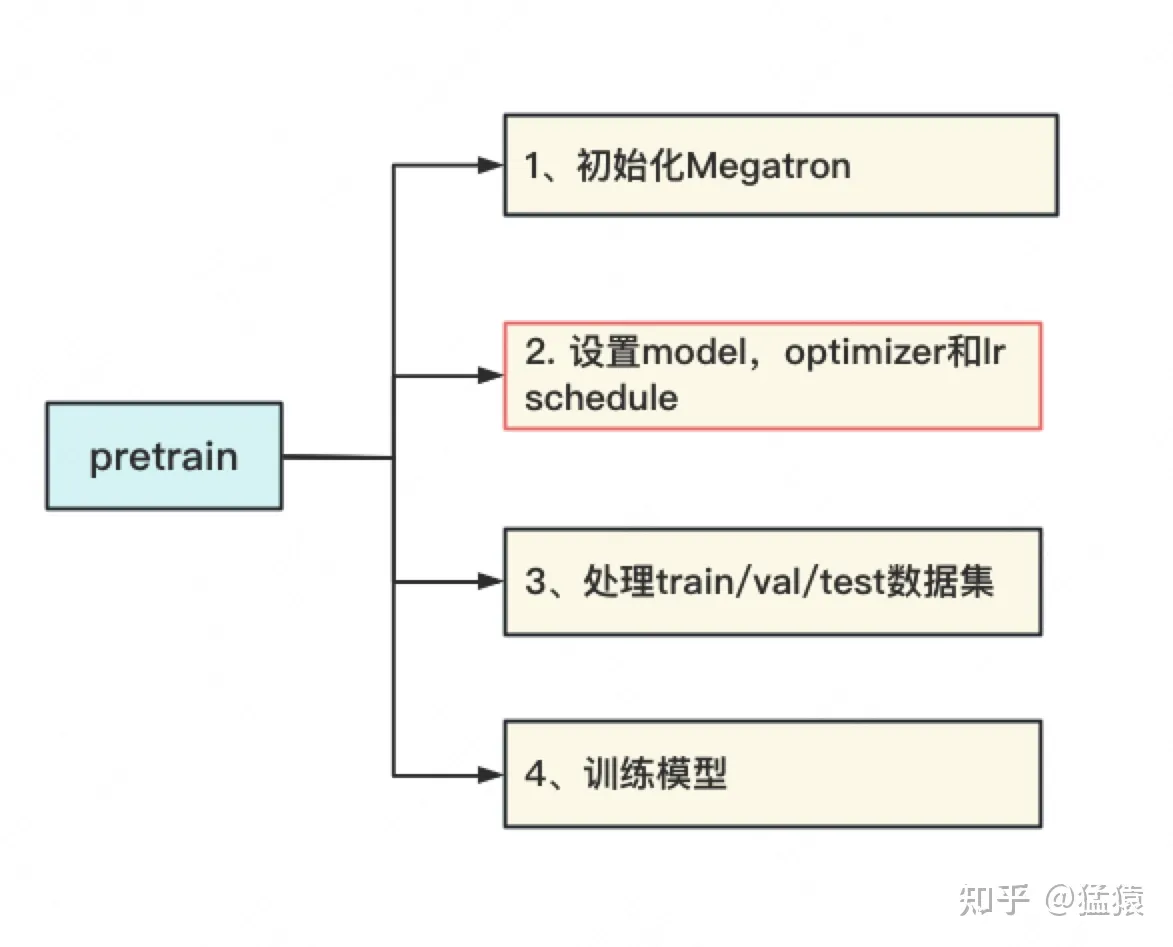 1、初始化Megatron
2. 设置model，optimizer和lr
schedule
pretrain
3、处理train/val/test数据集
4、训练模型
知乎 @猛猿